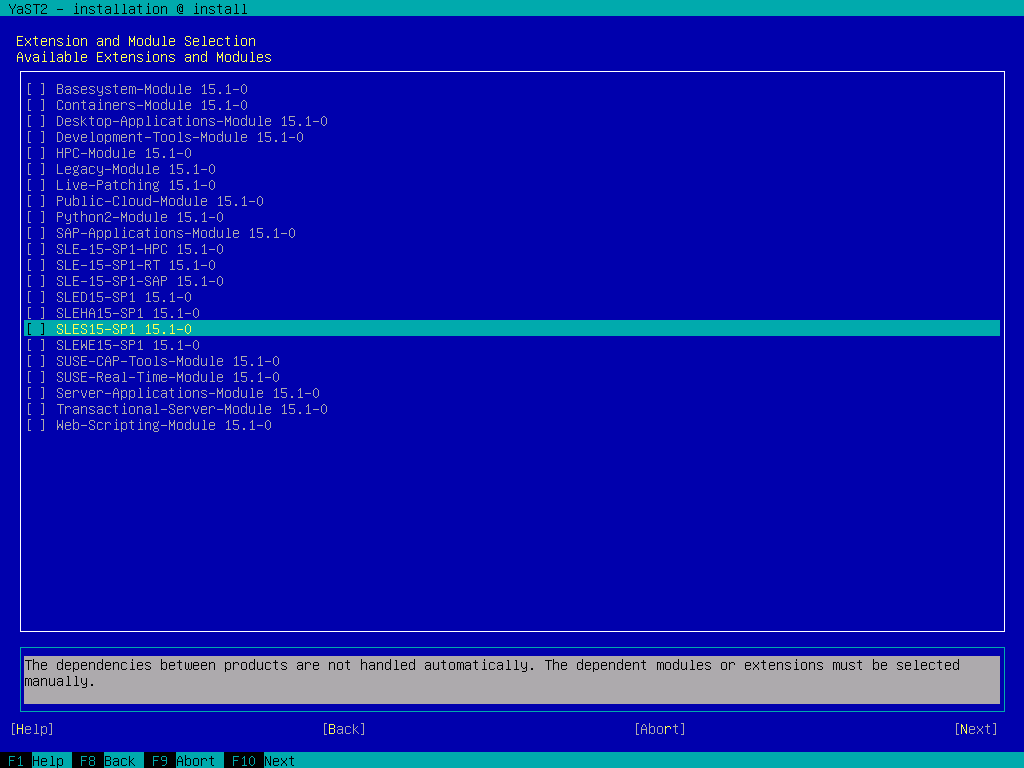 YaST2 - installation @ install
Extension and Module Selection
Available Extensions and Modules
[ ] Basesystem-Module 15.1-0
[ ] Containers-Module 15.1-0
[ ] Desktop-Applications-Module 15.1-0
[ ] Development-Tools-Module 15.1-0
[ ] HPC-Module 15.1-0
[ ] Legacy-Module 15.1-0
[ ] Live-Patching 15.1-0
[ ] Public-Cloud-Module 15.1-0
[ ] Python2-Module 15.1-0
[ ] SAP-Applications-Module 15.1-0
[ ] SLE-15-SP1-HPC 15.1-0
[ ] SLE-15-SP1-RT 15.1-0
[ ] SLE-15-SP1-SAP 15.1-0
[ ] SLED15-SP1 15.1-0
[ ] SLEHA15-SP1 15.1-0
[ ] SLES15-SP1 15.1-0
[ ] SLEWE15-SP1 15.1-0
[ ] SUSE-CAP-Tools-Module 15.1-0
[ ] SUSE-Real-Time-Module 15.1-0
[ ] Server-Applications-Module 15.1-0
[ ] Transactional-Server-Module 15.1-0
[ ] Web-Scripting-Module 15.1-0
The dependencies between products are not handled automatically. The dependent modules or extensions must be selected
manually.
[Help] [Back] [Abort] [Next]
F1 Help F8 Back F9 Abort F10 Next